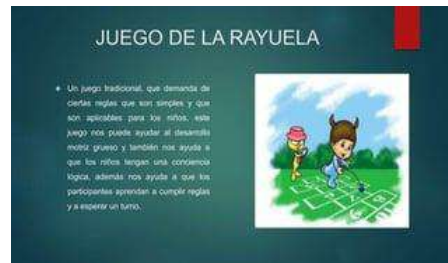 JUEGO DE LA RAYUELA
Un juego tradicional, que demanda de
ciertas reglas que son simples y que
son aplicables para los niños, este
juego nos puede ayudar al desarrollo
motriz grueso y también nos ayuda a
que los niños tengan una conciencia
lógica, además nos ayuda a que los
participantes aprendan a cumplir reglas
y a esperar un turno.